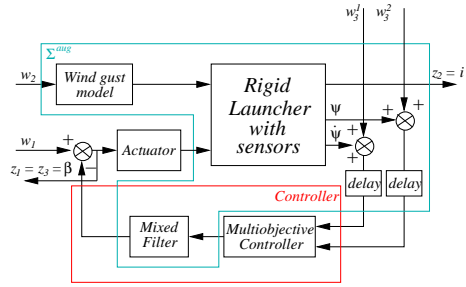 w₃¹ w₃²
Σᵃᵘᵍ
w₂
Wind gust
model
Rigid
Launcher
with
sensors
z₂ = i
ψ
+ +
ψ̇
+
+
w₁
+
−
z₁ = z₃ = β
Actuator
delay
delay
Controller
Mixed
Filter
Multiobjective
Controller